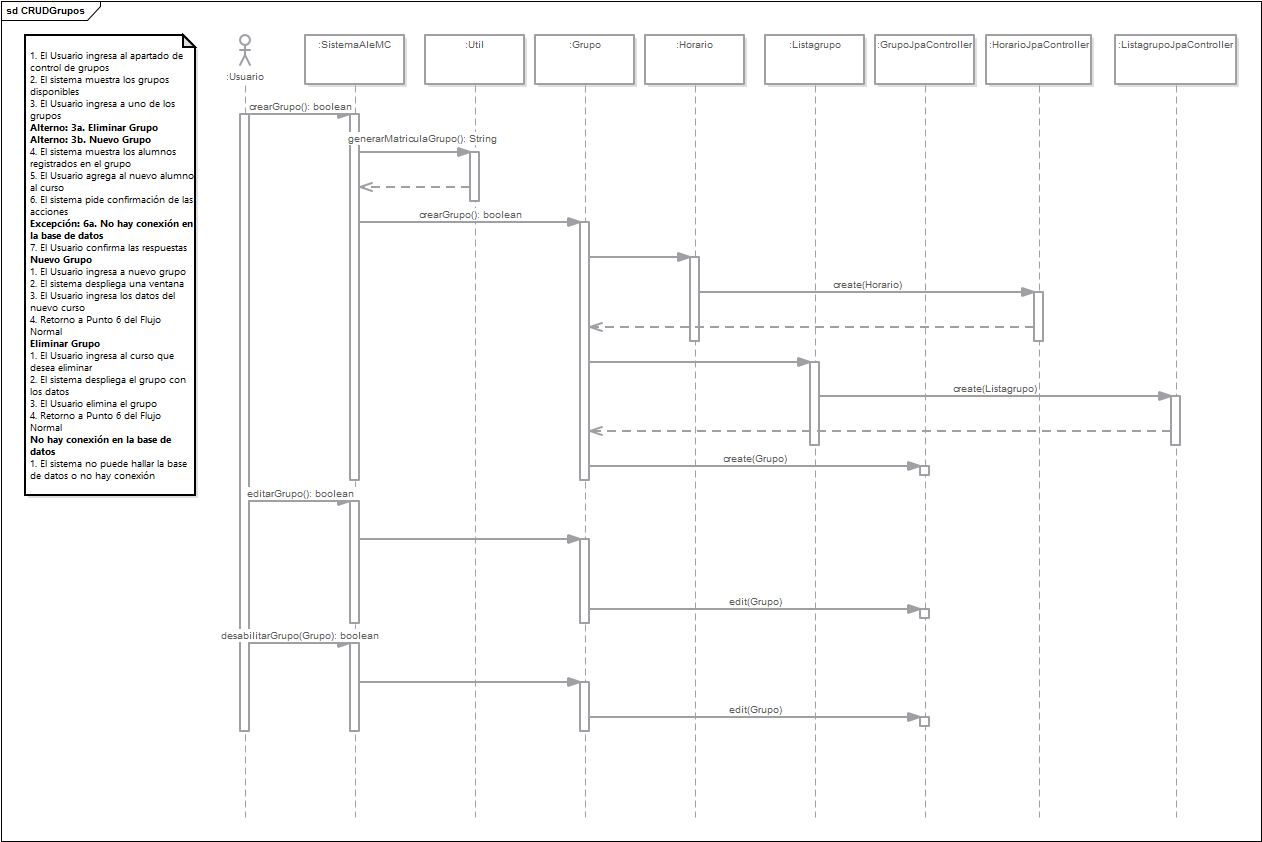 sd CRUDGrupos
1. El Usuario ingresa al apartado de
control de grupos
2. El sistema muestra los grupos
disponibles
3. El Usuario ingresa a uno de los
grupos
Alterno: 3a. Eliminar Grupo
Alterno: 3b. Nuevo Grupo
4. El sistema muestra los alumnos
registrados en el grupo
5. El Usuario agrega al nuevo alumno
al curso
6. El sistema pide confirmación de las
acciones
Excepción: 6a. No hay conexión en
la base de datos
7. El Usuario confirma las respuestas
Nuevo Grupo
1. El Usuario ingresa a nuevo grupo
2. El sistema despliega una ventana
3. El Usuario ingresa los datos del
nuevo curso
4. Retorno a Punto 6 del Flujo
Normal
Eliminar Grupo
1. El Usuario ingresa al curso que
desea eliminar
2. El sistema despliega el grupo con
los datos
3. El Usuario elimina el grupo
4. Retorno a Punto 6 del Flujo
Normal
No hay conexión en la base de
datos
1. El sistema no puede hallar la base
de datos o no hay conexión
:Usuario
:SistemaAleMC
:Util
:Grupo
:Horario
:Listagrupo
:GrupoJpaController
:HorarioJpaController
:ListagrupoJpaController
crearGrupo(): boolean
generarMatriculaGrupo(): String
crearGrupo(): boolean
create(Horario)
create(Listagrupo)
create(Grupo)
editarGrupo(): boolean
edit(Grupo)
desabilitarGrupo(Grupo): boolean
edit(Grupo)